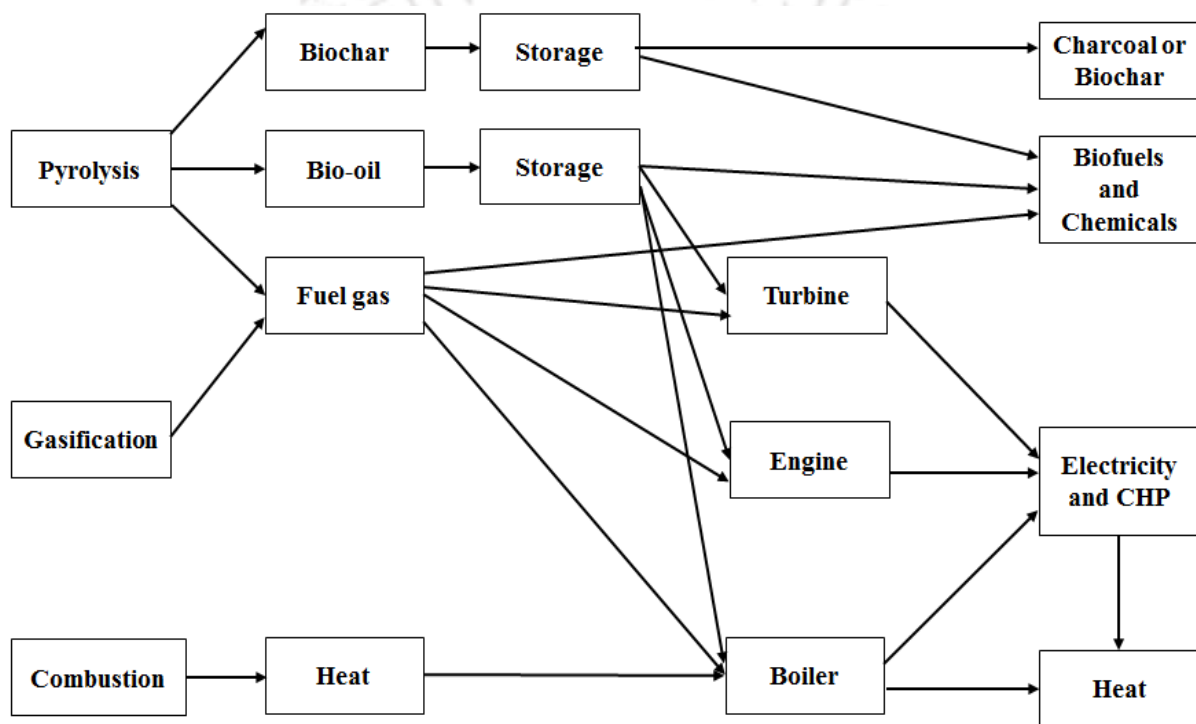 Biochar
Storage
Charcoal or
Biochar
Pyrolysis
Bio-oil
Storage
Biofuels
and
Chemicals
Fuel gas
Turbine
Gasification
Engine
Electricity
and CHP
Combustion
Heat
Boiler
Heat